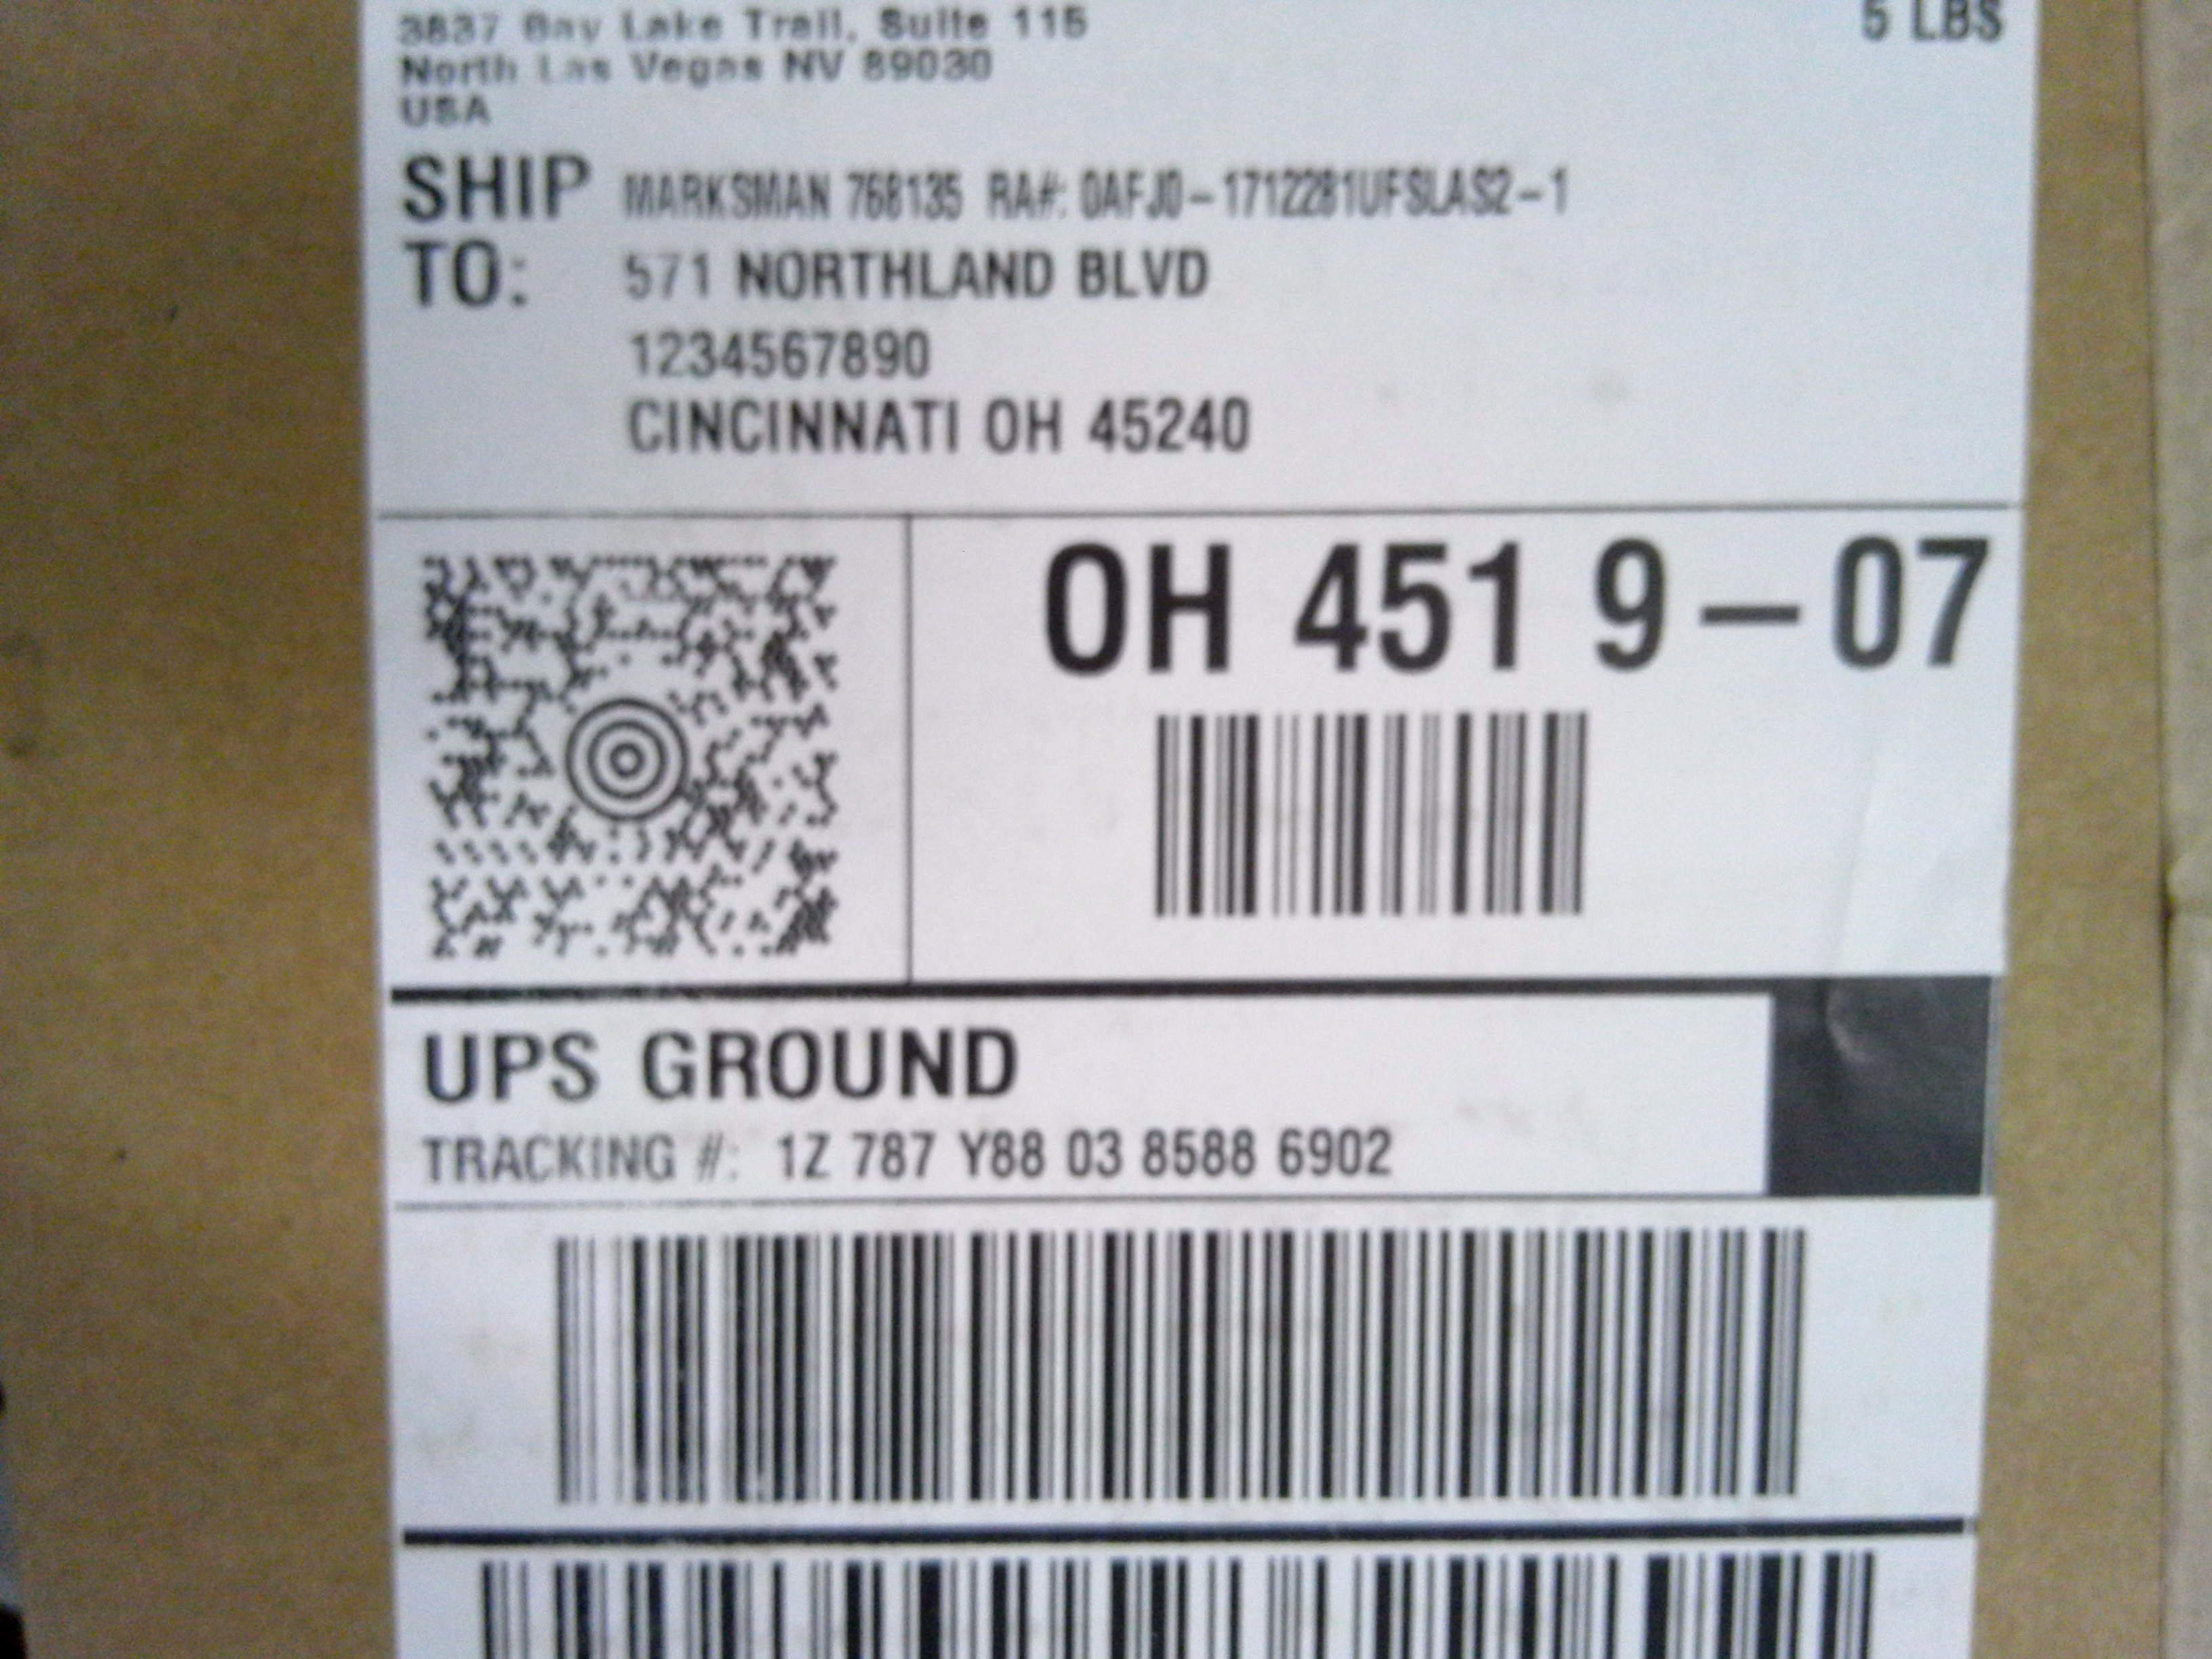 3837 Bay Lake Trail, Suite 115
North Las Vegas NV 89030
USA
5 LBS
SHIP TO: MARKSMAN 768135 RA#: 0AFJ0-1712281UFSLAS2-1
571 NORTHLAND BLVD
1234567890
CINCINNATI OH 45240
OH 451 9-07
UPS GROUND
TRACKING #: 1Z 787 Y88 03 8588 6902